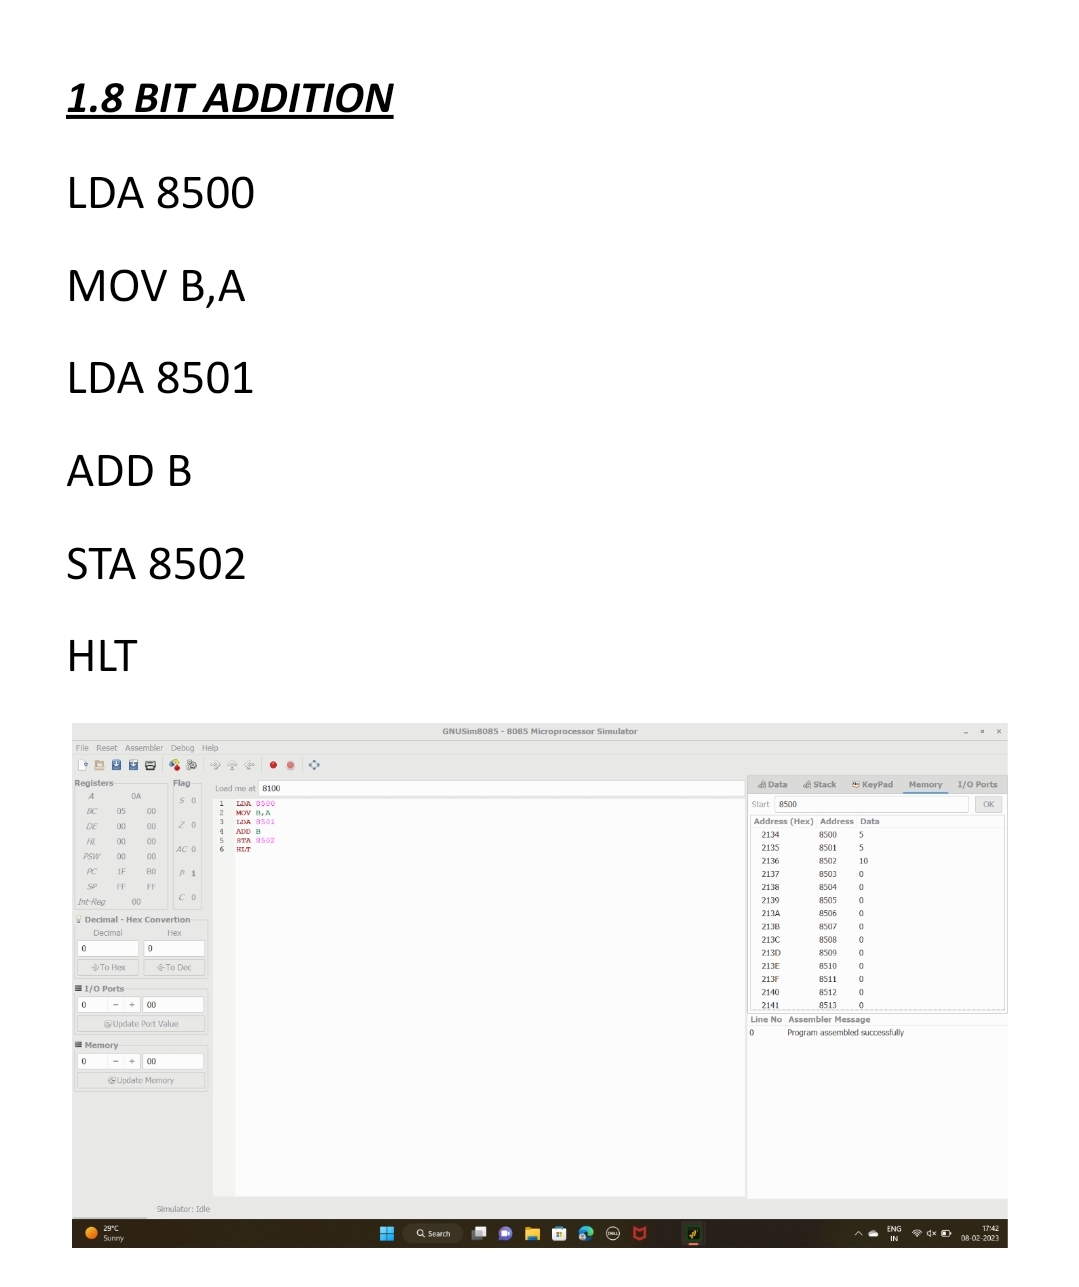 1.8 BIT ADDITION
LDA 8500
MOV B,A
LDA 8501
ADD B
STA 8502
HLT
GNUSim8085 - 8085 Microprocessor Simulator
File Reset Assembler Debug Help
Registers
A 0A
BC 05 00
DE 00 00
HL 00 00
PSW 00 00
PC 1F B0
SP FF FF
Int-Reg 00
Flag
S 0
Z 0
AC 0
P 1
C 0
Decimal - Hex Convertion
Decimal Hex
0 0
To Hex To Dec
I/O Ports
0 - + 00
Update Port Value
Memory
0 - + 00
Update Memory
Load me at 8100
1 LDA 8500
2 MOV B,A
3 LDA 8501
4 ADD B
5 STA 8502
6 HLT
Data Stack KeyPad Memory I/O Ports
Start 8500 OK
Address (Hex) Address Data
2134 8500 5
2135 8501 5
2136 8502 10
2137 8503 0
2138 8504 0
2139 8505 0
213A 8506 0
213B 8507 0
213C 8508 0
213D 8509 0
213E 8510 0
213F 8511 0
2140 8512 0
2141 8513 0
Line No Assembler Message
0 Program assembled successfully
Simulator: Idle
29°C
Sunny
Search
DELL
ENG
IN
17:42
08-02-2023